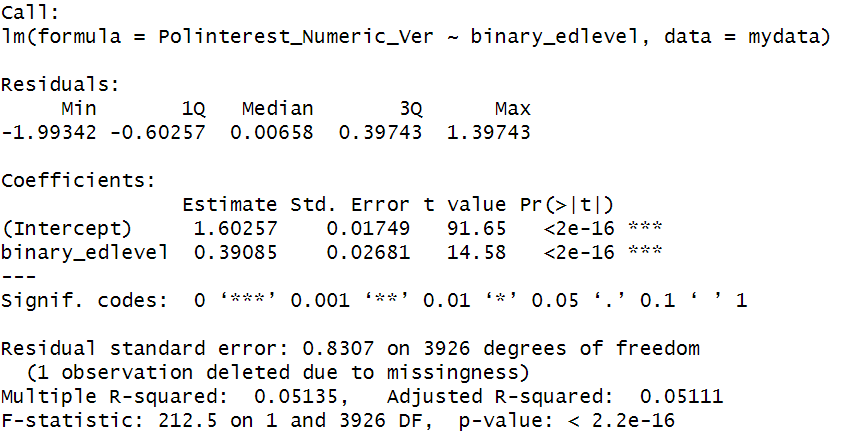 Call:
lm(formula = Polinterest_Numeric_Ver ~ binary_edlevel, data = mydata)
Residuals:
Min 1Q Median 3Q Max
-1.99342 -0.60257 0.00658 0.39743 1.39743
Coefficients:
Estimate Std. Error t value Pr(>|t|)
(Intercept) 1.60257 0.01749 91.65 <2e-16 ***
binary_edlevel 0.39085 0.02681 14.58 <2e-16 ***
---
Signif. codes: 0 ‘***’ 0.001 ‘**’ 0.01 ‘*’ 0.05 ‘.’ 0.1 ‘ ’ 1
Residual standard error: 0.8307 on 3926 degrees of freedom
(1 observation deleted due to missingness)
Multiple R-squared: 0.05135, Adjusted R-squared: 0.05111
F-statistic: 212.5 on 1 and 3926 DF, p-value: < 2.2e-16